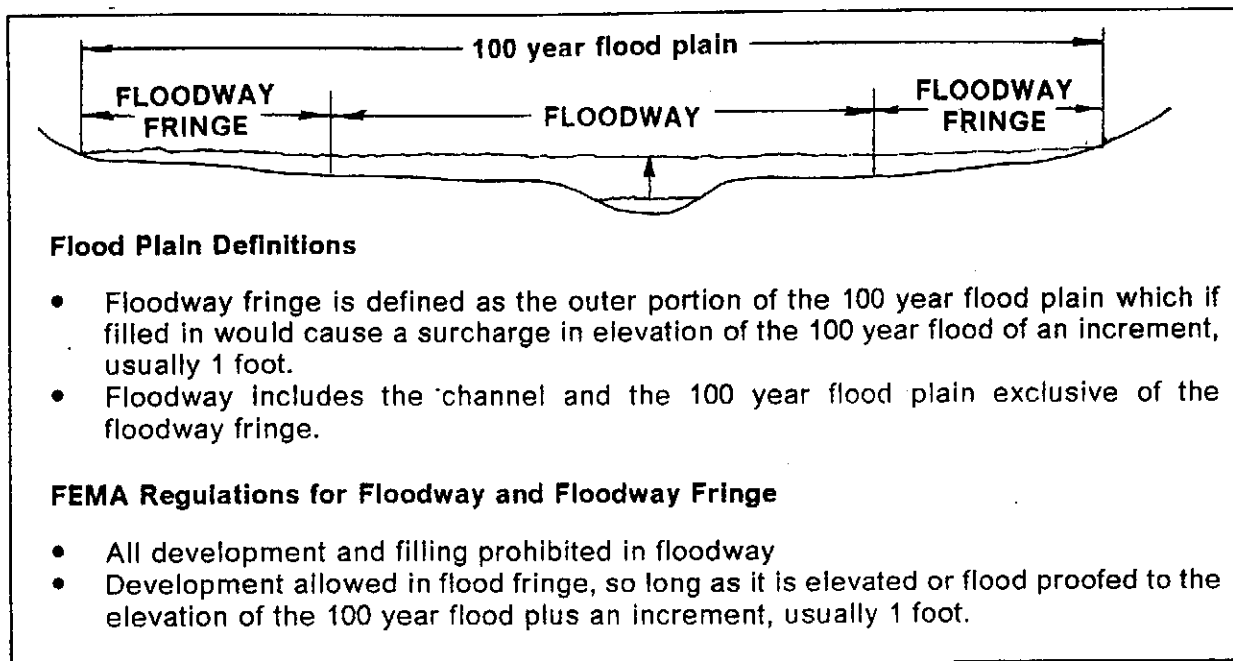 100 year flood plain
FLOODWAY
FRINGE
FLOODWAY
FLOODWAY
FRINGE
Flood Plain Definitions
• Floodway fringe is defined as the outer portion of the 100 year flood plain which if
filled in would cause a surcharge in elevation of the 100 year flood of an increment,
usually 1 foot.
• Floodway includes the channel and the 100 year flood plain exclusive of the
floodway fringe.
FEMA Regulations for Floodway and Floodway Fringe
• All development and filling prohibited in floodway
• Development allowed in flood fringe, so long as it is elevated or flood proofed to the
elevation of the 100 year flood plus an increment, usually 1 foot.